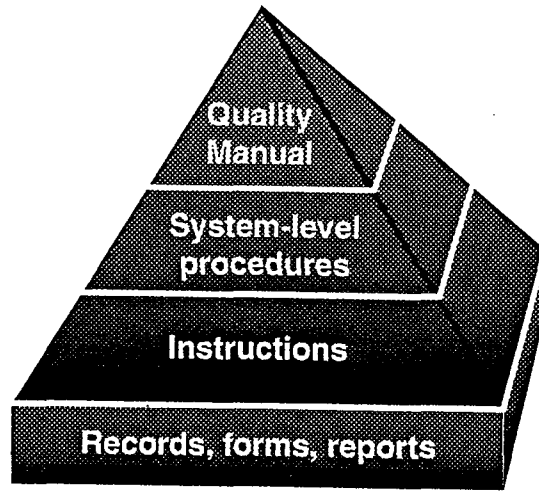 Quality
Manual
System-level
procedures
Instructions
Records, forms, reports